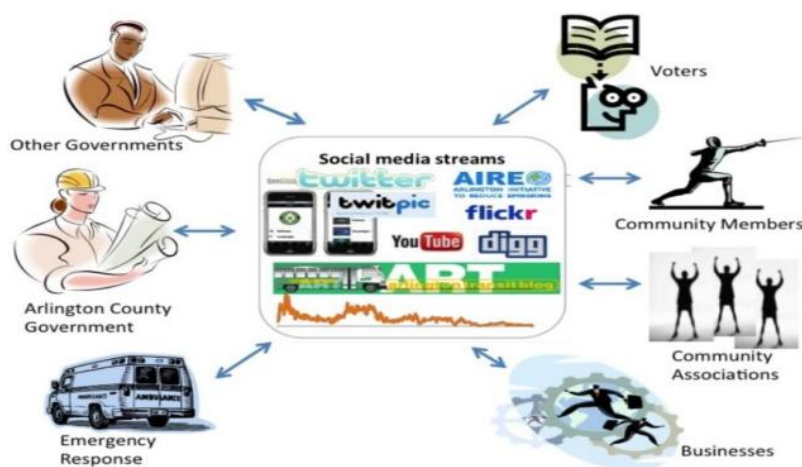 Voters
Other Governments
Social media streams
twitter
AIRE
ARLINGTON INITIATIVE
TO REDUCE EMISSIONS
twitpic
flickr
Community Members
YouTube
digg
Arlington County
Government
ART
arlingtontransitblog
Community
Associations
AMBULANCE
Emergency
Response
Businesses